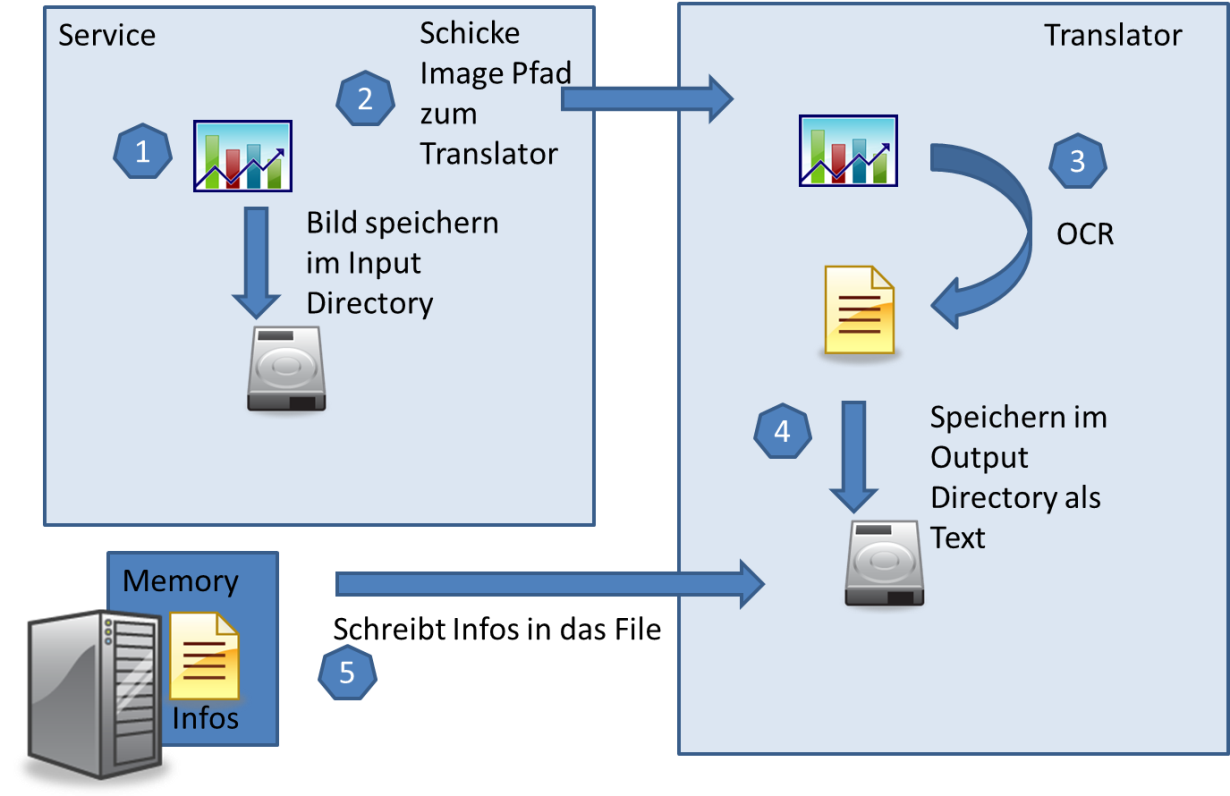 Service
1
2
Schicke
Image Pfad
zum
Translator
Bild speichern
im Input
Directory
Translator
3
OCR
4
Speichern im
Output
Directory als
Text
Memory
Infos
Schreibt Infos in das File
5